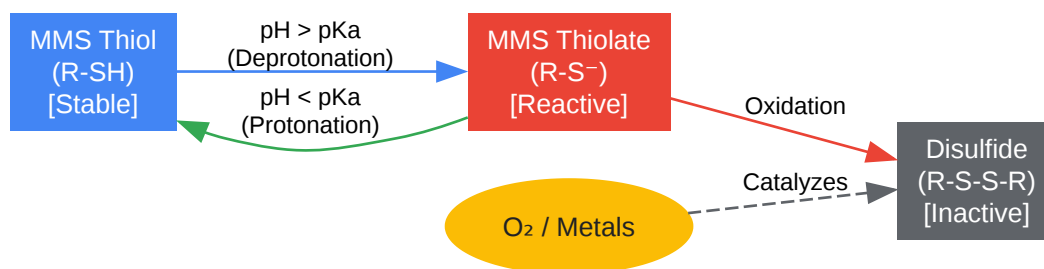 MMS Thiol
(R-SH)
[Stable]
pH > pKa
(Deprotonation)
pH < pKa
(Protonation)
MMS Thiolate
(R-S⁻)
[Reactive]
Oxidation
Catalyzes
O₂ / Metals
Disulfide
(R-S-S-R)
[Inactive]